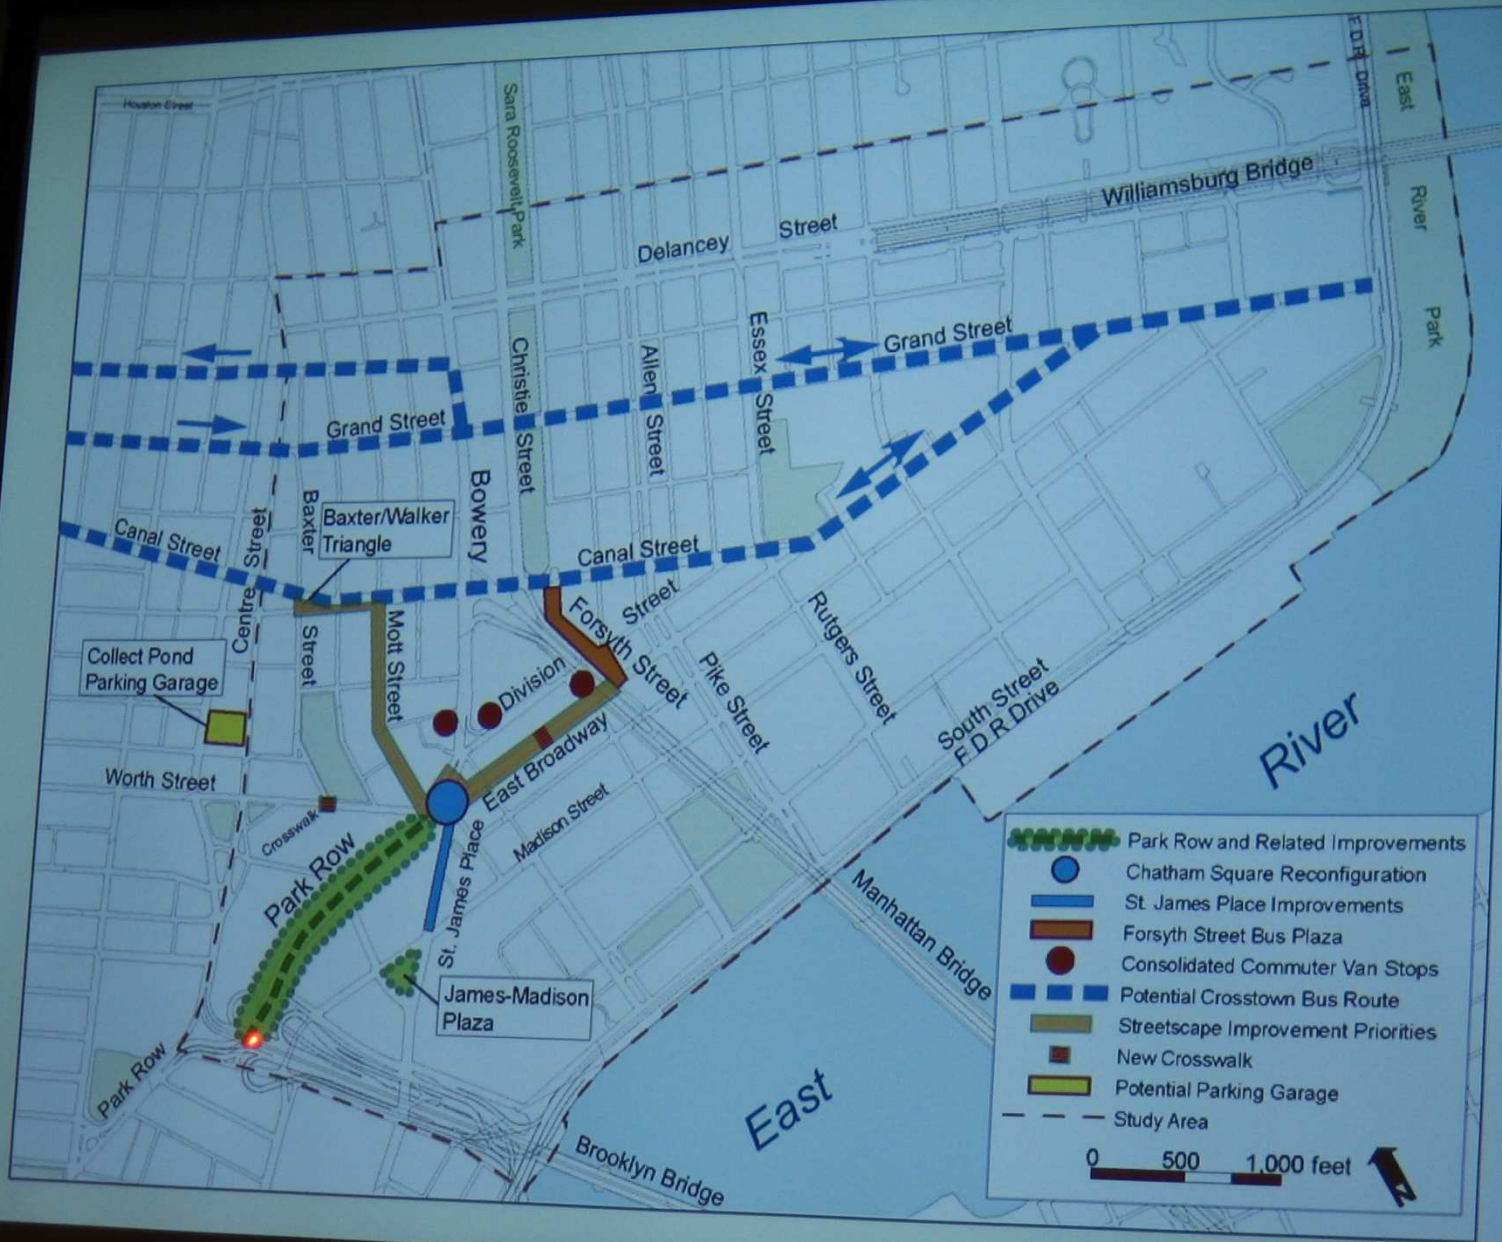 Houston Street
Sara Roosevelt Park
F.D.R. Drive
East
River
Park
Williamsburg Bridge
Delancey
Street
Essex
Street
Grand Street
Christie
Street
Allen
Street
Grand Street
Bowery
Baxter
Street
Baxter/Walker
Triangle
Canal Street
Centre
Street
Canal Street
Mott Street
Forsyth Street
Division
Street
Rutgers Street
Pike Street
Collect Pond
Parking Garage
Worth Street
Crosswalk
East Broadway
Madison Street
South Street
F D R Drive
Park Row
St. James Place
James-Madison
Plaza
Park Row
Manhattan Bridge
Brooklyn Bridge
East
River
Park Row and Related Improvements
Chatham Square Reconfiguration
St. James Place Improvements
Forsyth Street Bus Plaza
Consolidated Commuter Van Stops
Potential Crosstown Bus Route
Streetscape Improvement Priorities
New Crosswalk
Potential Parking Garage
Study Area
0 500 1,000 feet
N